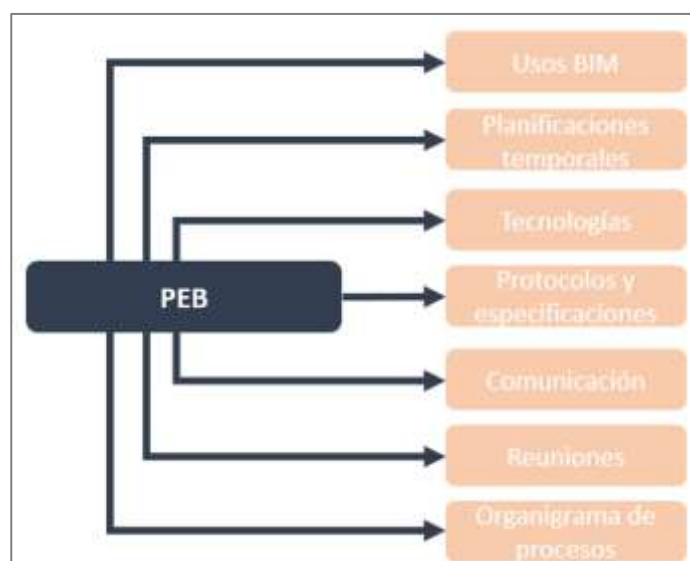 Usos BIM
Planificaciones
temporales
Tecnologías
PEB
Protocolos y
especificaciones
Comunicación
Reuniones
Organigrama de
procesos